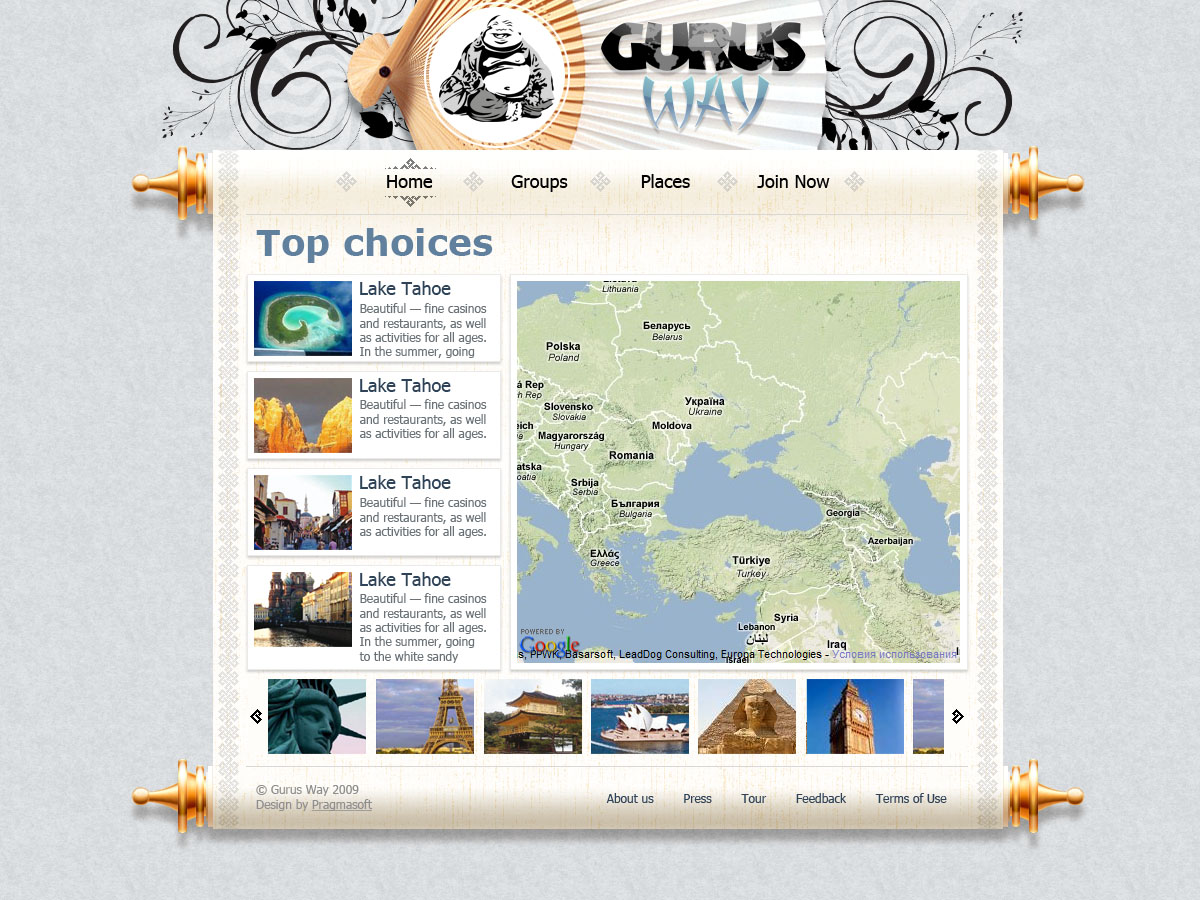 GURUS
WAY
Home
Groups
Places
Join Now
Top choices
Lake Tahoe
Beautiful — fine casinos
and restaurants, as well
as activities for all ages.
In the summer, going
Lake Tahoe
Beautiful — fine casinos
and restaurants, as well
as activities for all ages.
Lake Tahoe
Beautiful — fine casinos
and restaurants, as well
as activities for all ages.
Lake Tahoe
Beautiful — fine casinos
and restaurants, as well
as activities for all ages.
In the summer, going
to the white sandy
Lithuania
Беларусь
Belarus
Polska
Poland
á Rep
h Rep
Slovensko
Slovakia
Україна
Ukraine
eich
Moldova
Magyarország
Hungary
Romania
atska
oatia
Srbija
Serbia
България
Bulgaria
Georgia
Azerbaijan
Ελλάς
Greece
Türkiye
Turkey
Syria
Lebanon
لبنان
Iraq
Israel
POWERED BY
Google
s, PPWK, Basarsoft, LeadDog Consulting, Europa Technologies - Условия использования
© Gurus Way 2009
Design by Pragmasoft
About us
Press
Tour
Feedback
Terms of Use